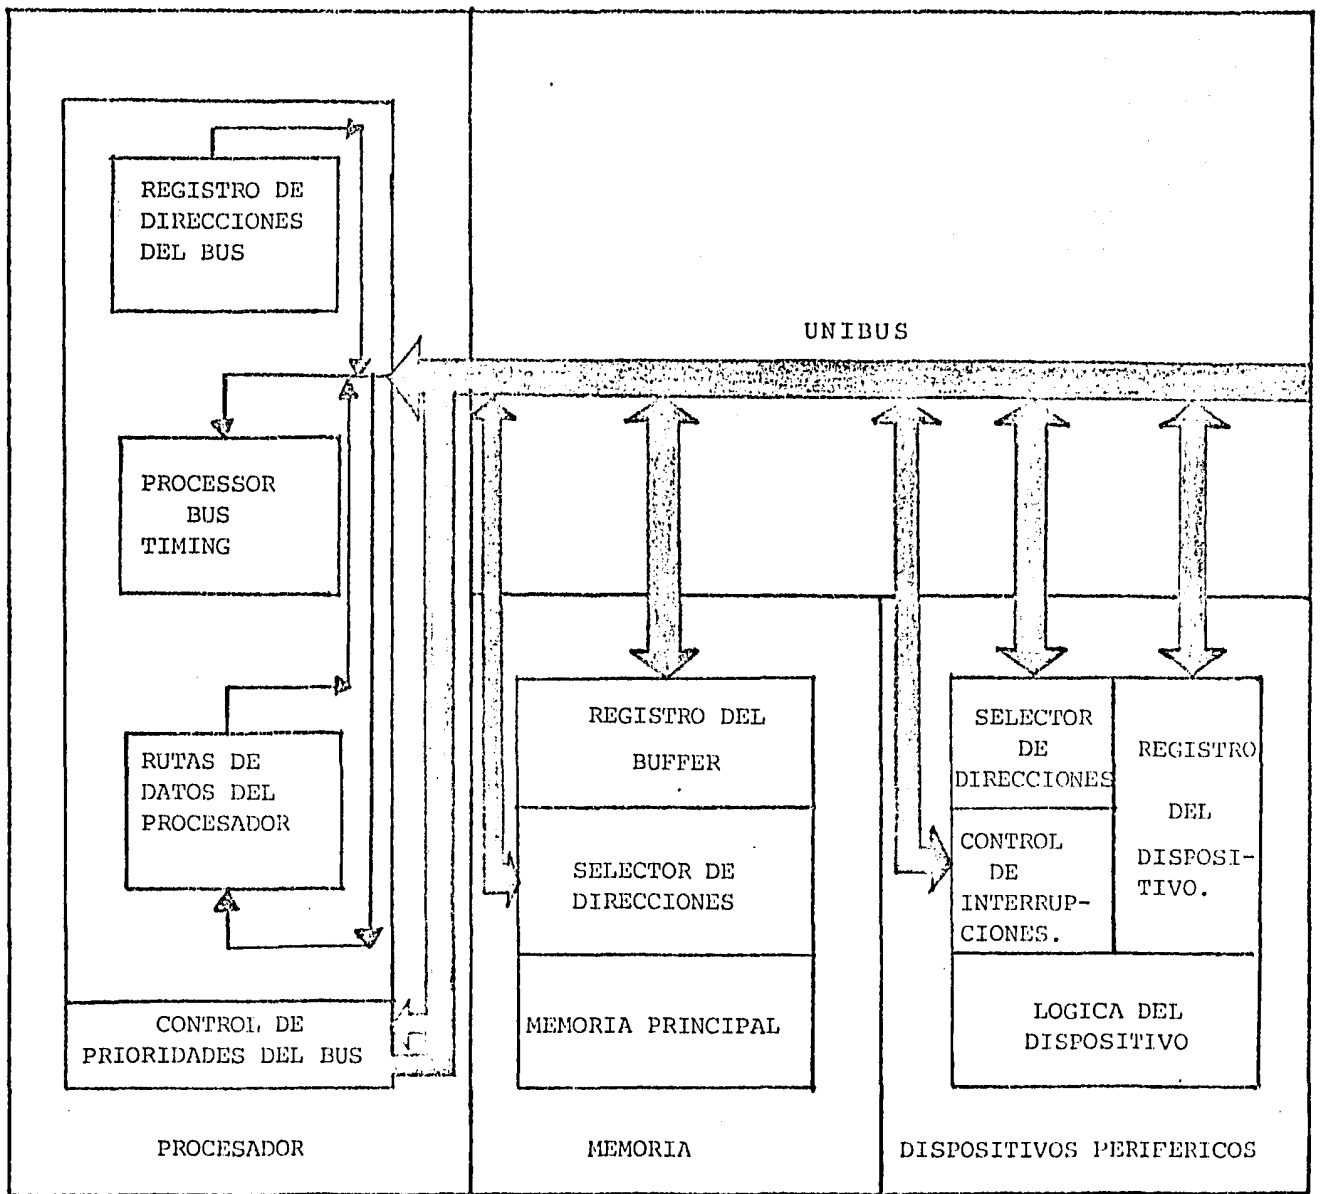 REGISTRO DE
DIRECCIONES
DEL BUS
UNIBUS
PROCESSOR
BUS
TIMING
RUTAS DE
DATOS DEL
PROCESADOR
CONTROL DE
PRIORIDADES DEL BUS
PROCESADOR
REGISTRO DEL
BUFFER
SELECTOR DE
DIRECCIONES
MEMORIA PRINCIPAL
MEMORIA
SELECTOR
DE
DIRECCIONES
CONTROL
DE
INTERRUP-
CIONES.
REGISTRO
DEL
DISPOSI-
TIVO.
LOGICA DEL
DISPOSITIVO
DISPOSITIVOS PERIFERICOS